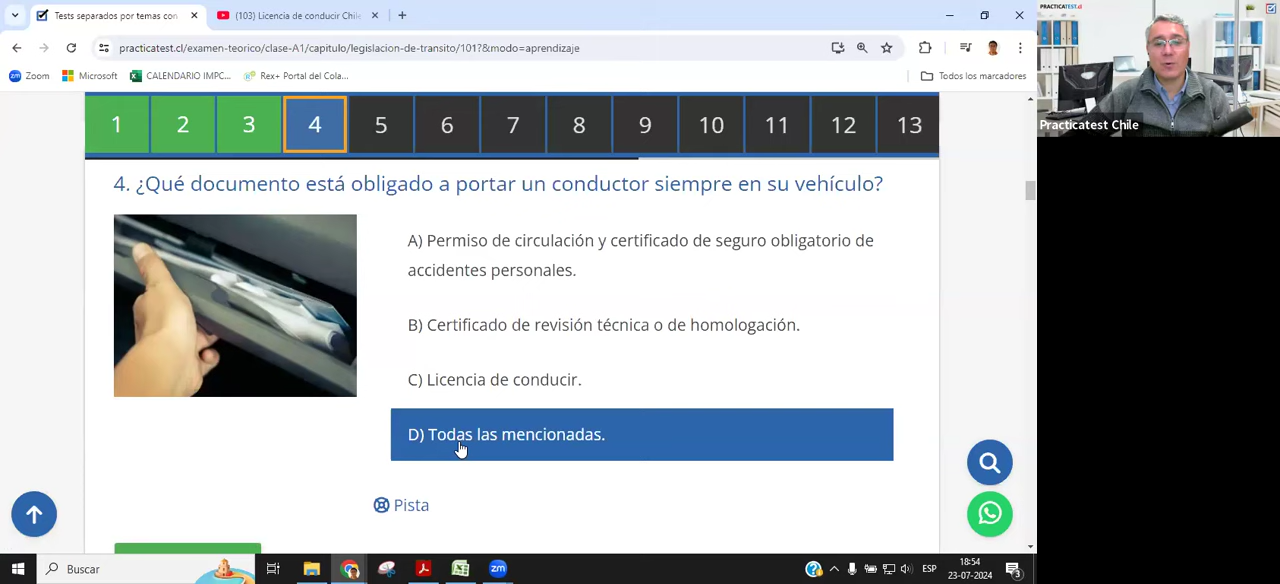 Tests separados por temas con
(103) Licencia de conducir Chile
practicatest.cl/examen-teorico/clase-A1/capitulo/legislacion-de-transito/101?&modo=aprendizaje
Zoom
Microsoft
CALENDARIO IMPC...
Rex+ Portal del Cola...
Todos los marcadores
PRACTICATEST.cl
Practicatest Chile
1 2 3 4 5 6 7 8 9 10 11 12 13
4. ¿Qué documento está obligado a portar un conductor siempre en su vehículo?
A) Permiso de circulación y certificado de seguro obligatorio de
accidentes personales.
B) Certificado de revisión técnica o de homologación.
C) Licencia de conducir.
D) Todas las mencionadas.
Pista
Buscar
ESP
18:54
23-07-2024
3